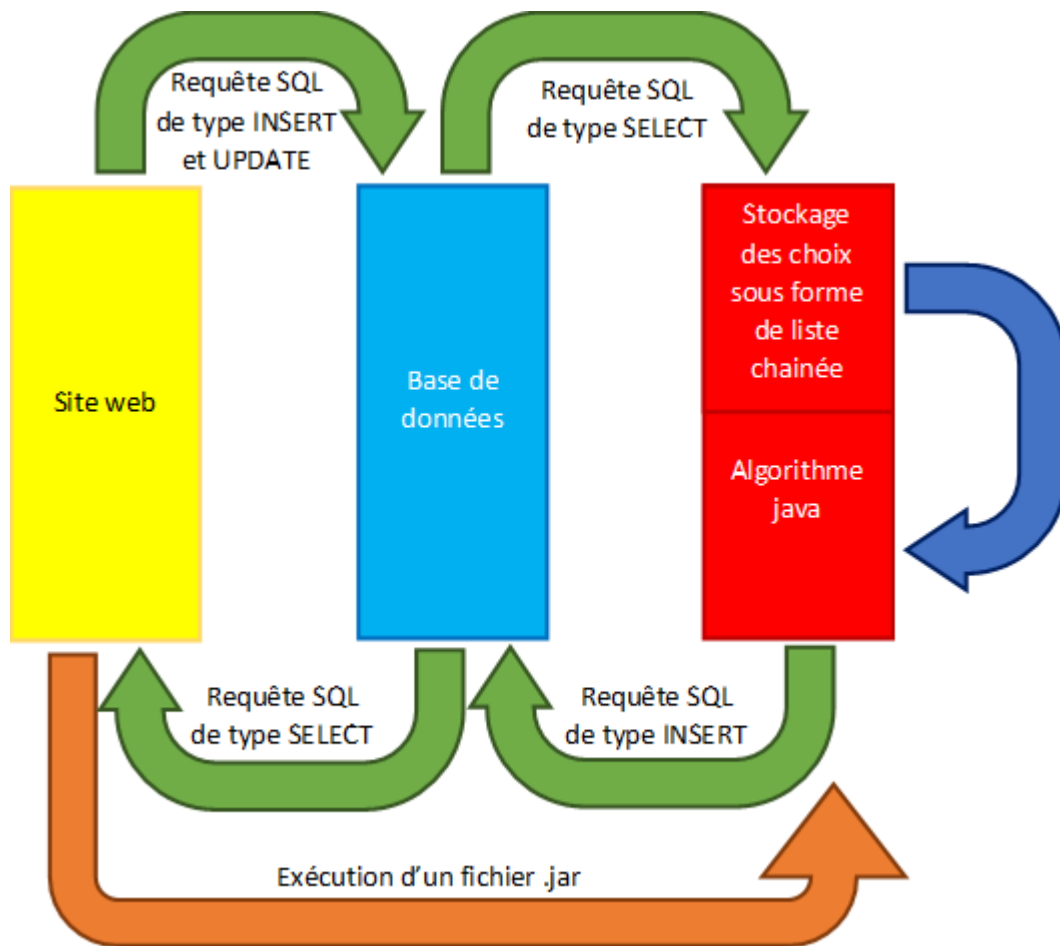 Requête SQL
de type INSERT
et UPDATE
Requête SQL
de type SELECT
Site web
Base de
données
Stockage
des choix
sous forme
de liste
chainée
Algorithme
java
Requête SQL
de type SELECT
Requête SQL
de type INSERT
Exécution d’un fichier .jar